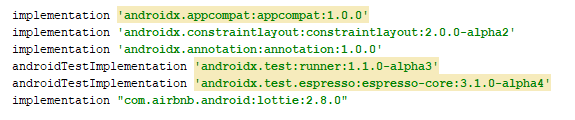 implementation 'androidx.appcompat:appcompat:1.0.0'
implementation 'androidx.constraintlayout:constraintlayout:2.0.0-alpha2'
implementation 'androidx.annotation:annotation:1.0.0'
androidTestImplementation 'androidx.test:runner:1.1.0-alpha3'
androidTestImplementation 'androidx.test.espresso:espresso-core:3.1.0-alpha4'
implementation "com.airbnb.android:lottie:2.8.0"